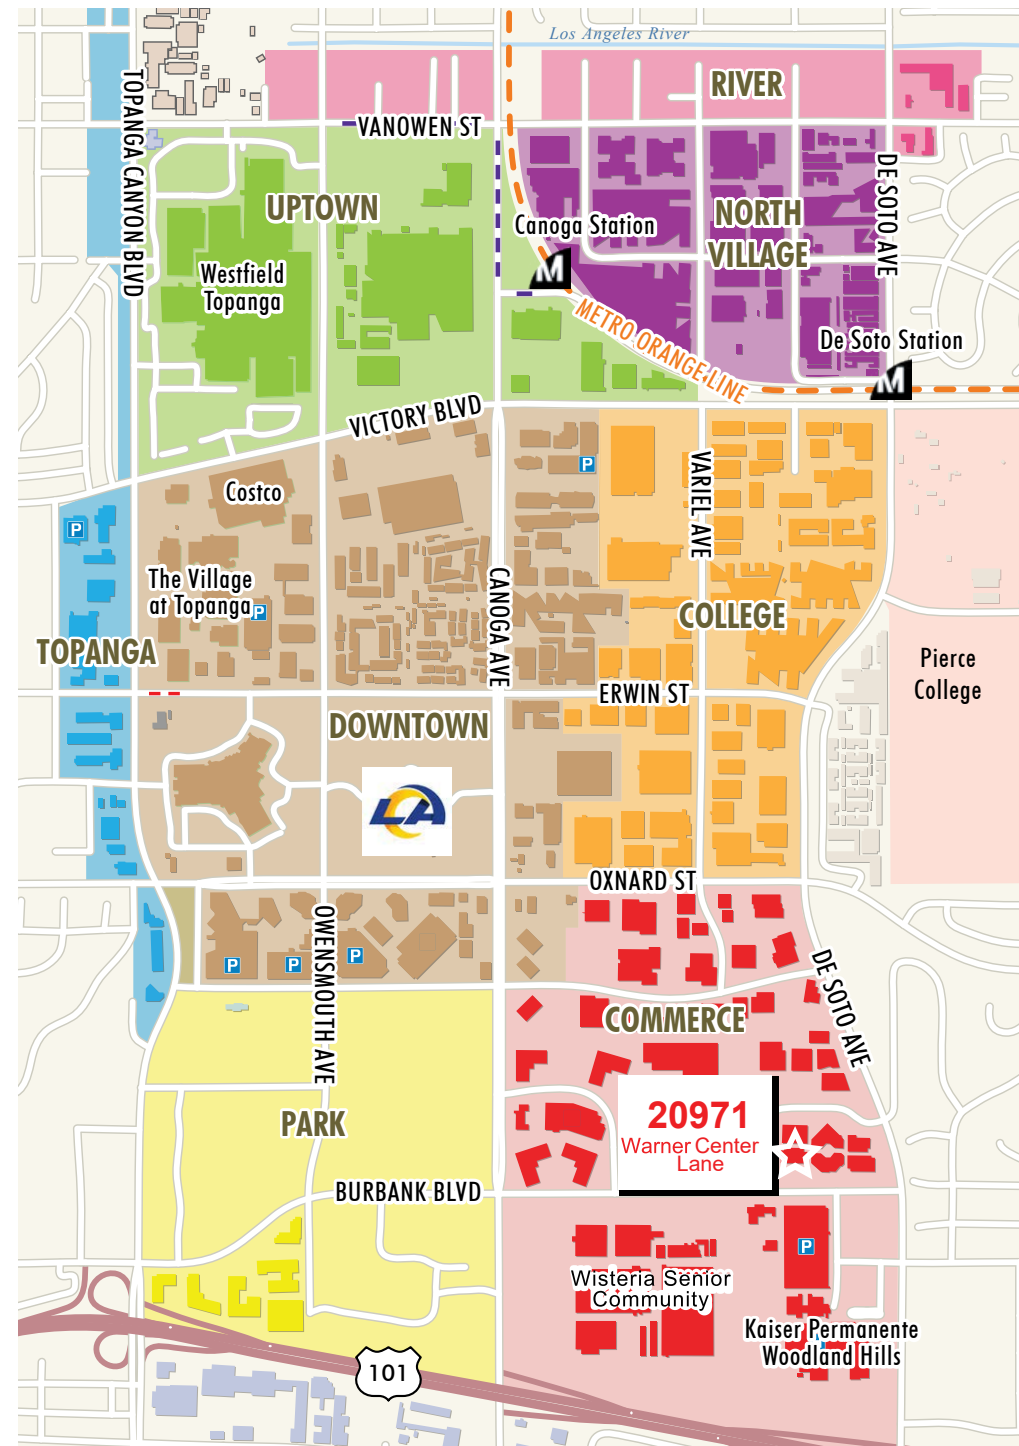 Los Angeles River
RIVER
TOPANGA CANYON BLVD
VANOWEN ST
DE SOTO AVE
UPTOWN
NORTH
VILLAGE
Canoga Station
M
Westfield
Topanga
METRO ORANGE LINE
De Soto Station
M
VICTORY BLVD
VARIEL AVE
P
Costco
P
CANOGA AVE
The Village
at Topanga
P
COLLEGE
TOPANGA
Pierce
College
ERWIN ST
DOWNTOWN
LA
OXNARD ST
OWENSMOUTH AVE
P
P
P
DE SOTO AVE
COMMERCE
20971
Warner Center
Lane
PARK
BURBANK BLVD
P
Wisteria Senior
Community
Kaiser Permanente
Woodland Hills
101